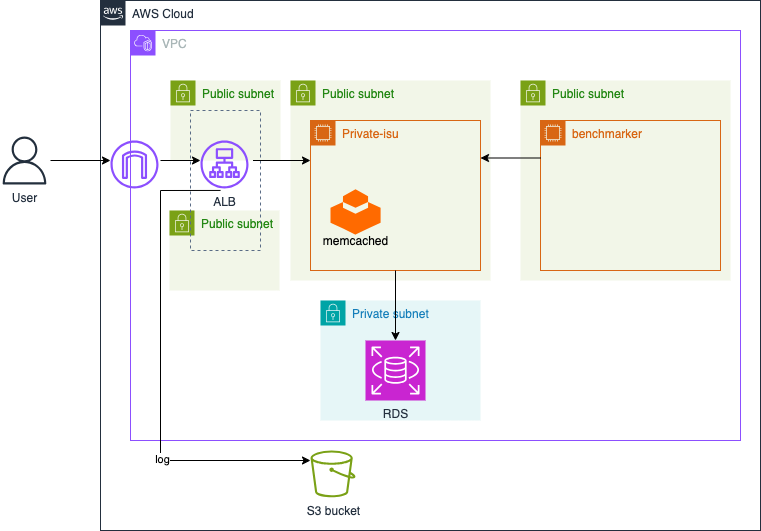 aws
AWS Cloud
VPC
Public subnet
Public subnet
Public subnet
Private-isu
benchmarker
User
ALB
Public subnet
memcached
Private subnet
RDS
log
S3 bucket